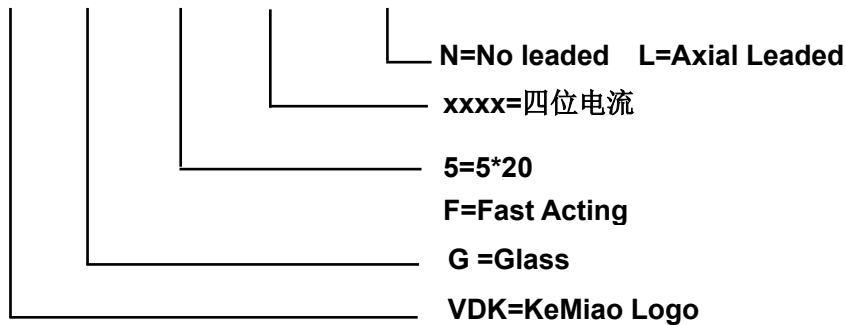 N=No leaded L=Axial Leaded
xxxx=四位电流
5=5*20
F=Fast Acting
G =Glass
VDK=KeMiao Logo